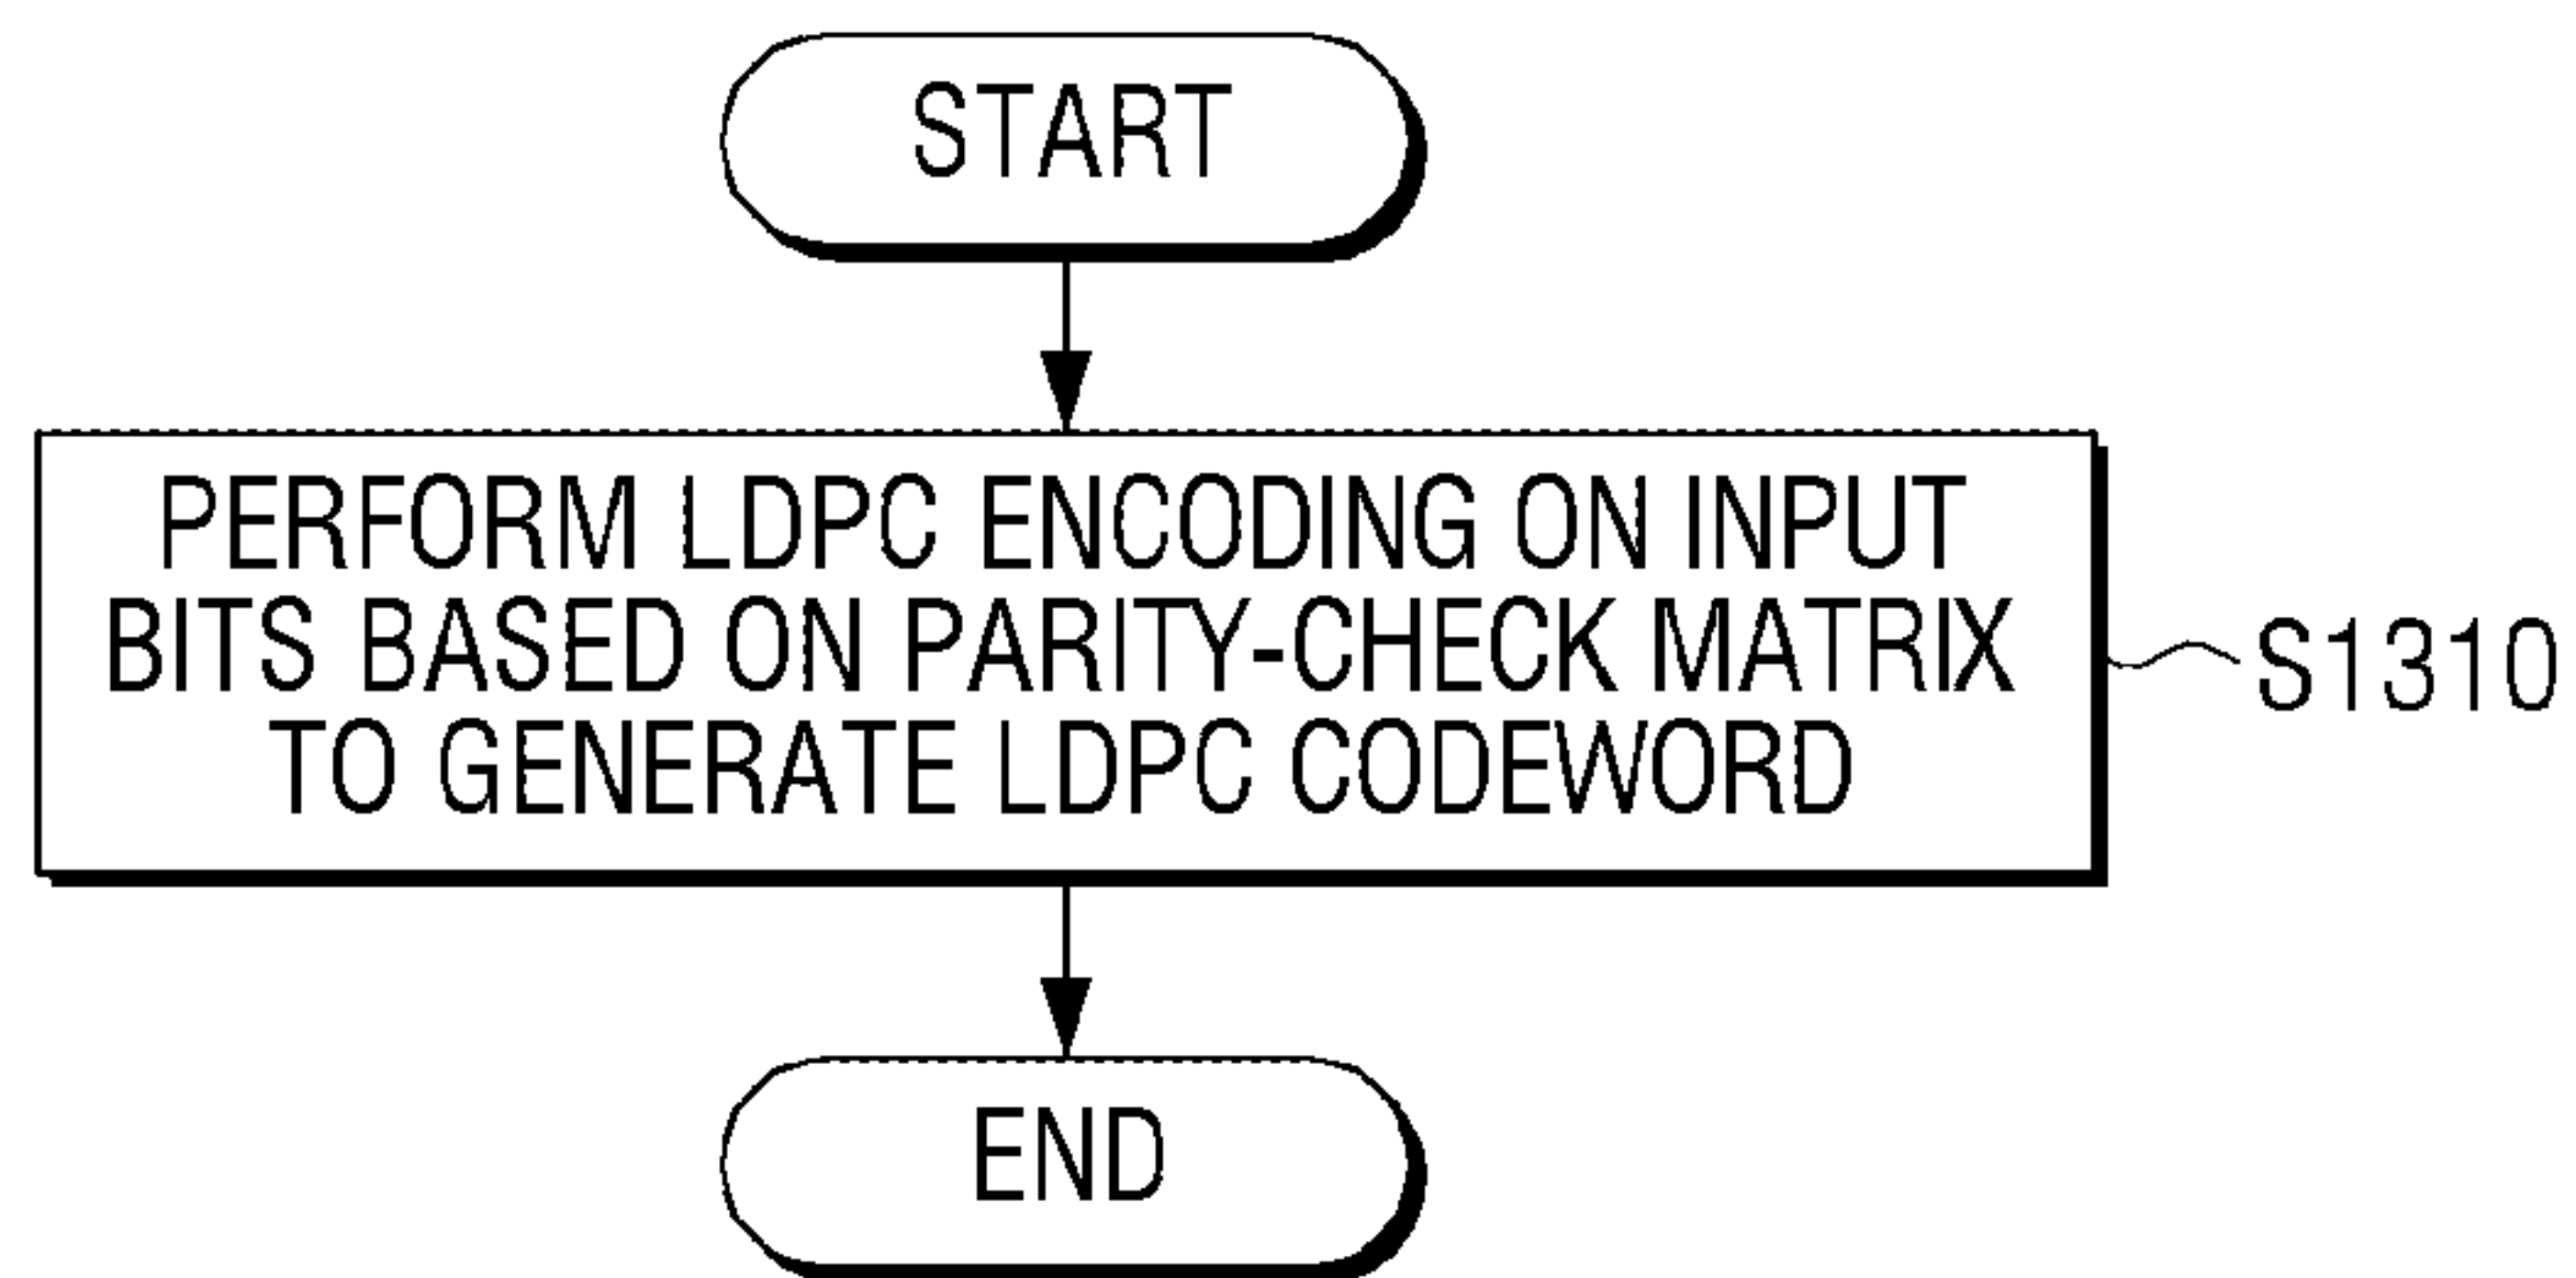 START
PERFORM LDPC ENCODING ON INPUT
BITS BASED ON PARITY-CHECK MATRIX
TO GENERATE LDPC CODEWORD
S1310
END